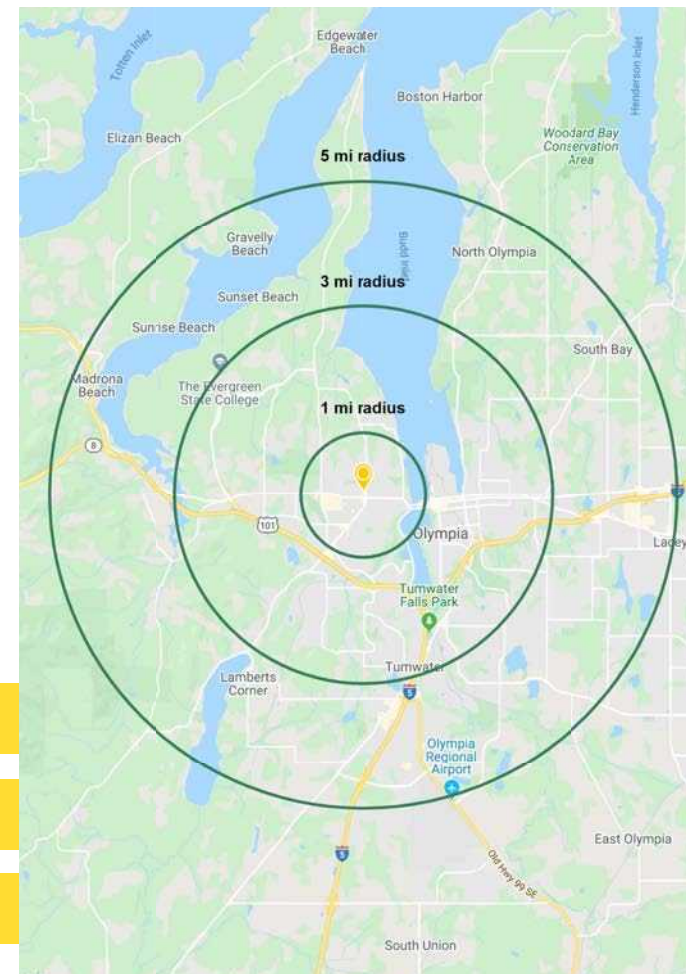 Edgewater
Beach
Totten Inlet
Henderson Inlet
Boston Harbor
Elizan Beach
Woodard Bay
Conservation
Area
5 mi radius
Gravelly
Beach
Budd Inlet
North Olympia
3 mi radius
Sunset Beach
Sunrise Beach
South Bay
Madrona
Beach
The Evergreen
State College
1 mi radius
8
5
101
Olympia
Lacey
Tumwater
Falls Park
Tumwater
Lamberts
Corner
5
Olympia
Regional
Airport
5
East Olympia
Old Hwy 99 SE
South Union